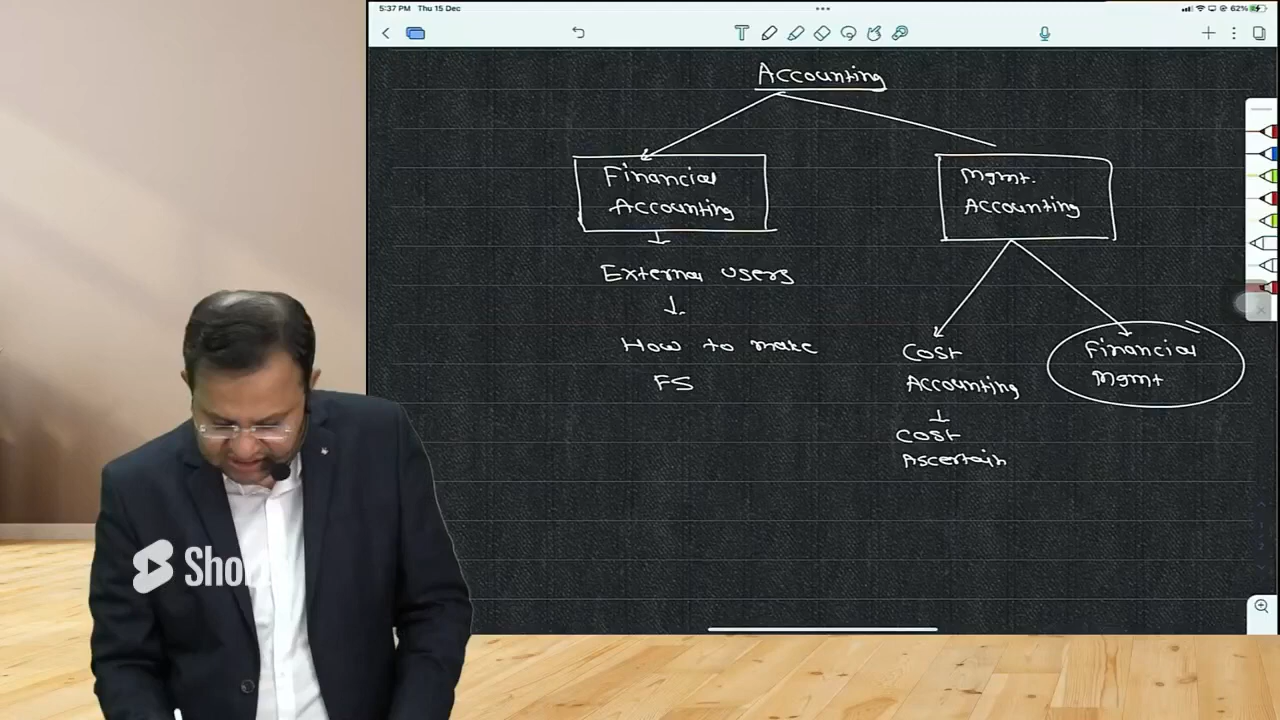 5:37 PM Thu 15 Dec
62%
Accounting
Financial
Accounting
Mgmt.
Accounting
External users
How to make
FS
Cost
Accounting
Financial
Mgmt
Cost
Ascertain